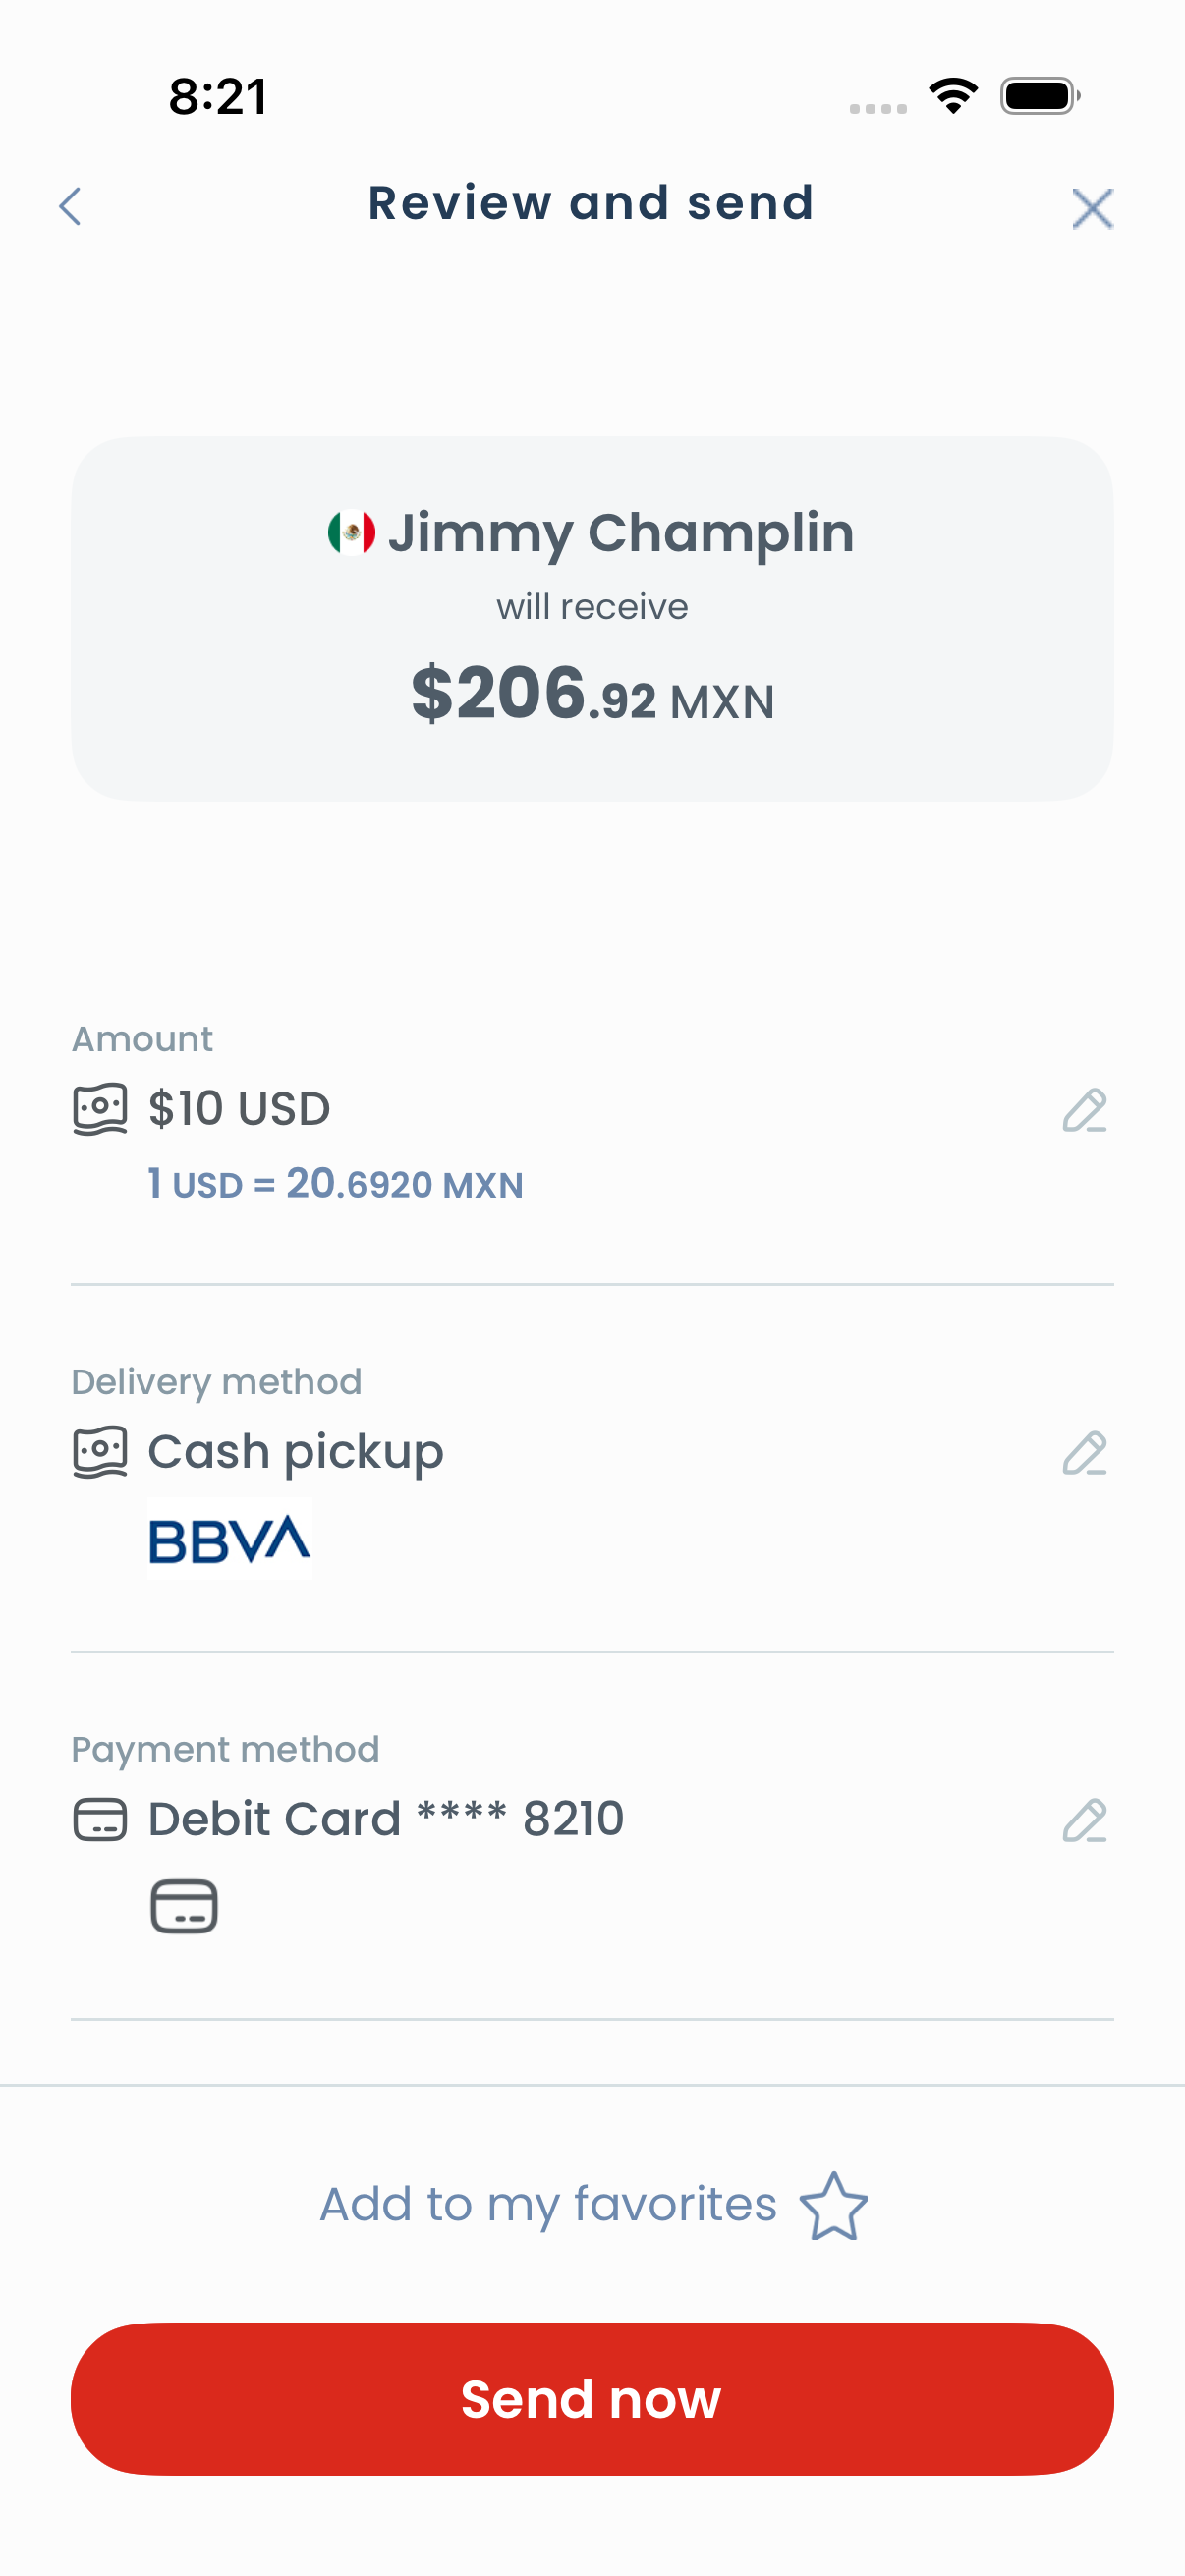 8:21
Review and send
Jimmy Champlin
will receive
$206.92 MXN
Amount
$10 USD
1 USD = 20.6920 MXN
Delivery method
Cash pickup
BBVA
Payment method
Debit Card **** 8210
Add to my favorites
Send now